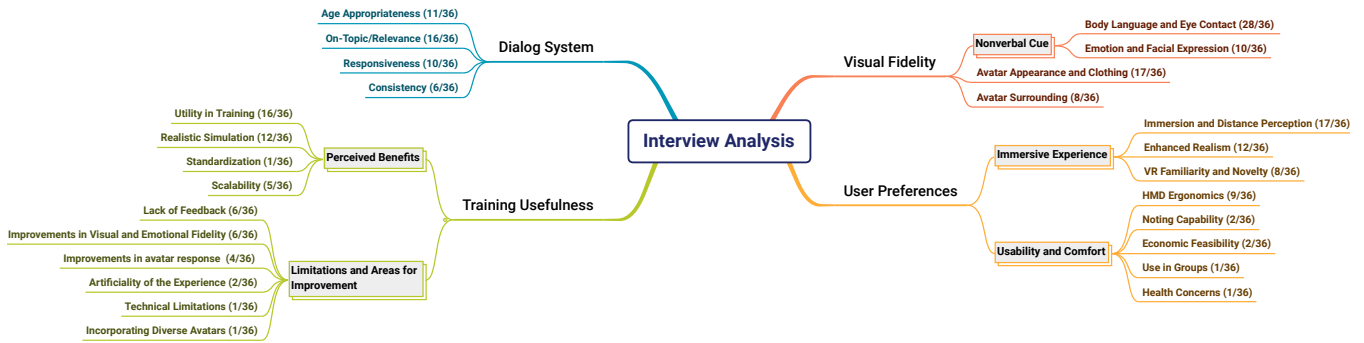 Interview Analysis
Dialog System
Age Appropriateness (11/36)
On-Topic/Relevance (16/36)
Responsiveness (10/36)
Consistency (6/36)
Training Usefulness
Perceived Benefits
Utility in Training (16/36)
Realistic Simulation (12/36)
Standardization (1/36)
Scalability (5/36)
Limitations and Areas for
Improvement
Lack of Feedback (6/36)
Improvements in Visual and Emotional Fidelity (6/36)
Improvements in avatar response (4/36)
Artificiality of the Experience (2/36)
Technical Limitations (1/36)
Incorporating Diverse Avatars (1/36)
Visual Fidelity
Nonverbal Cue
Body Language and Eye Contact (28/36)
Emotion and Facial Expression (10/36)
Avatar Appearance and Clothing (17/36)
Avatar Surrounding (8/36)
User Preferences
Immersive Experience
Immersion and Distance Perception (17/36)
Enhanced Realism (12/36)
VR Familiarity and Novelty (8/36)
Usability and Comfort
HMD Ergonomics (9/36)
Noting Capability (2/36)
Economic Feasibility (2/36)
Use in Groups (1/36)
Health Concerns (1/36)